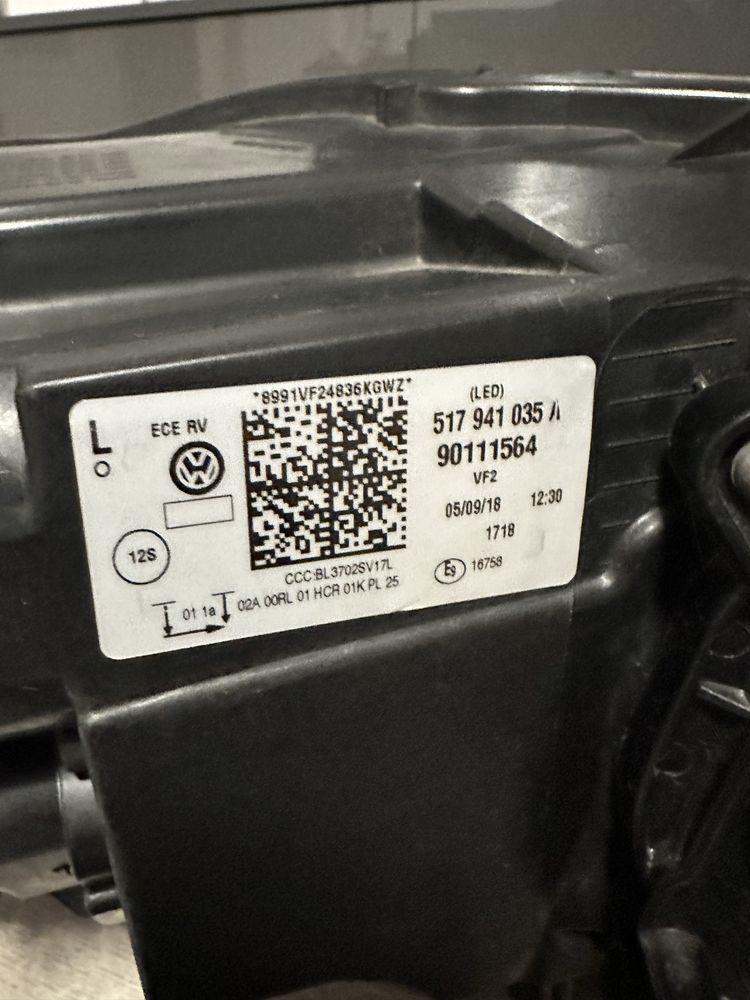 *8991VF24836KGWZ*
L
ECE RV
(LED)
517 941 035 A
90111564
VF2
05/09/18 12:30
1718
12S
CCC:BL3702SV17L
E9 16758
01 1a 02A 00RL 01 HCR 01K PL 25